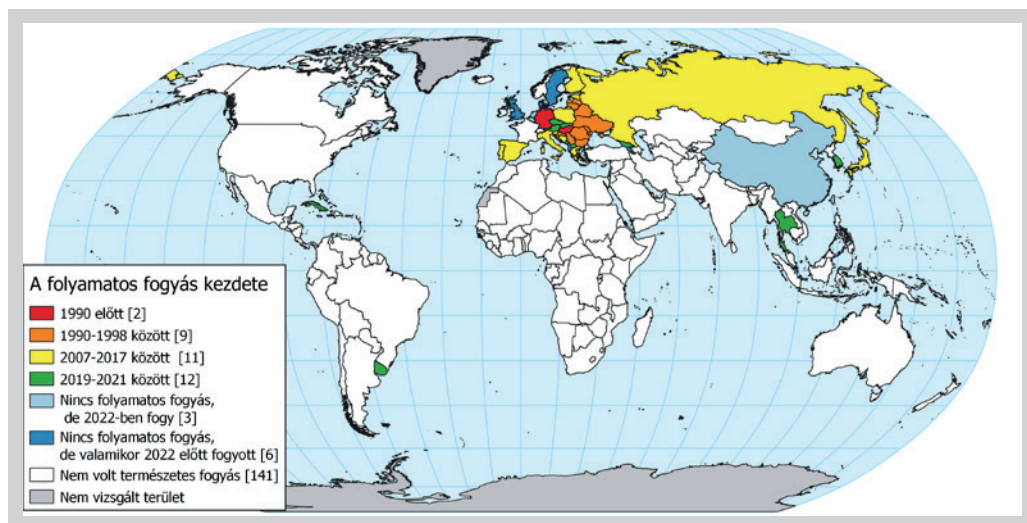 A folyamatos fogyás kezdete
1990 előtt [2]
1990-1998 között [9]
2007-2017 között [11]
2019-2021 között [12]
Nincs folyamatos fogyás,
de 2022-ben fogy [3]
Nincs folyamatos fogyás,
de valamikor 2022 előtt fogyott [6]
Nem volt természetes fogyás [141]
Nem vizsgált terület